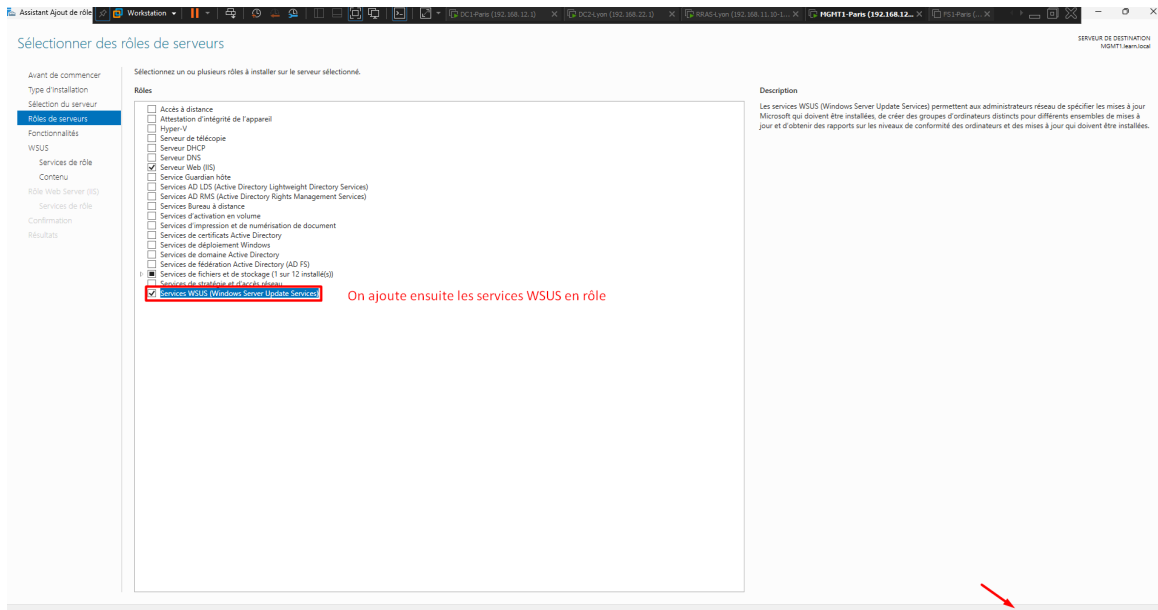 Assistant Ajout de rôle
Workstation
DC1-Paris (192.168.12.1)
DC2-Lyon (192.168.22.1)
RRAS-Lyon (192.168.11.10-1...
MGMT1-Paris (192.168.12...
FS1-Paris (...
Sélectionner des rôles de serveurs
SERVEUR DE DESTINATION
MGMT1.learn.local
Avant de commencer
Type d'installation
Sélection du serveur
Rôles de serveurs
Fonctionnalités
WSUS
Services de rôle
Contenu
Rôle Web Server (IIS)
Services de rôle
Confirmation
Résultats
Sélectionnez un ou plusieurs rôles à installer sur le serveur sélectionné.
Rôles
Accès à distance
Attestation d'intégrité de l'appareil
Hyper-V
Serveur de télécopie
Serveur DHCP
Serveur DNS
Serveur Web (IIS)
Service Guardian hôte
Services AD LDS (Active Directory Lightweight Directory Services)
Services AD RMS (Active Directory Rights Management Services)
Services Bureau à distance
Services d'activation en volume
Services d'impression et de numérisation de document
Services de certificats Active Directory
Services de déploiement Windows
Services de domaine Active Directory
Services de fédération Active Directory (AD FS)
Services de fichiers et de stockage (1 sur 12 installé(s))
Services de stratégie et d'accès réseau
Services WSUS (Windows Server Update Services)
On ajoute ensuite les services WSUS en rôle
Description
Les services WSUS (Windows Server Update Services) permettent aux administrateurs réseau de spécifier les mises à jour
Microsoft qui doivent être installées, de créer des groupes d'ordinateurs distincts pour différents ensembles de mises à
jour et d'obtenir des rapports sur les niveaux de conformité des ordinateurs et des mises à jour qui doivent être installées.